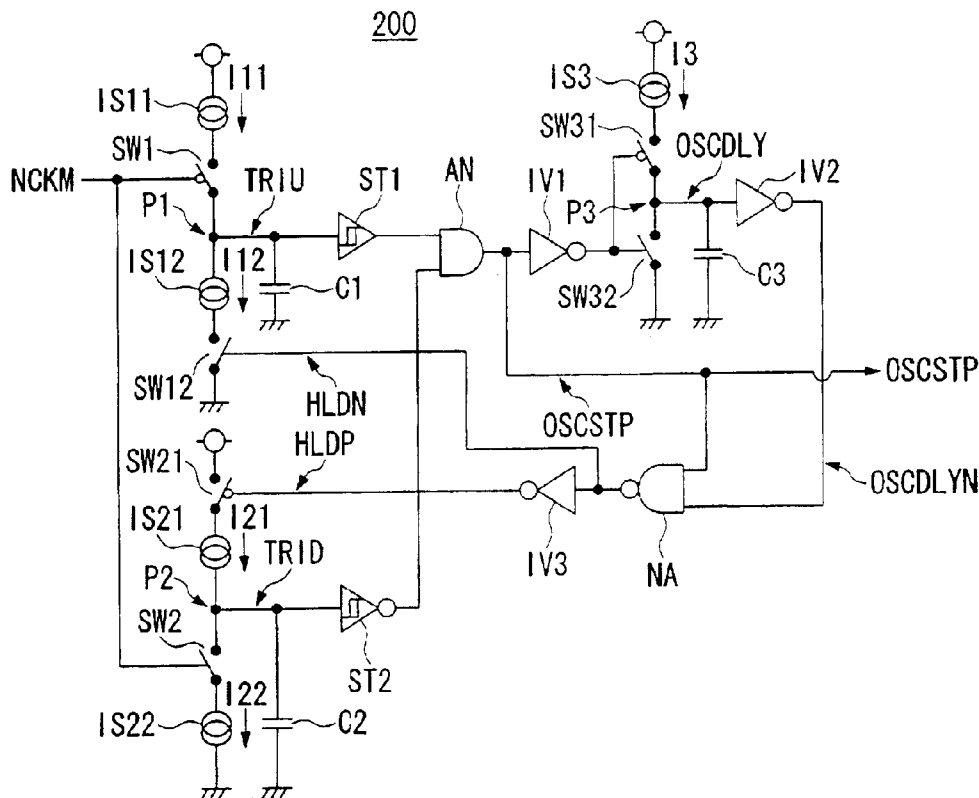 200
I11
IS11
SW1
NCKM
TRIU
ST1
AN
IV1
P1
IS12
I12
C1
SW12
HLDN
HLDP
I3
IS3
SW31
OSCDLY
IV2
P3
SW32
C3
OSCSTP
OSCSTP
OSCDLYN
SW21
IS21
I21
TRID
IV3
NA
P2
SW2
ST2
I22
IS22
C2